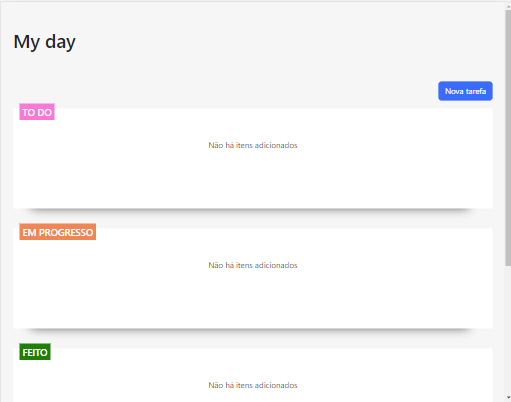 My day
Nova tarefa
TO DO
Não há itens adicionados
EM PROGRESSO
Não há itens adicionados
FEITO
Não há itens adicionados